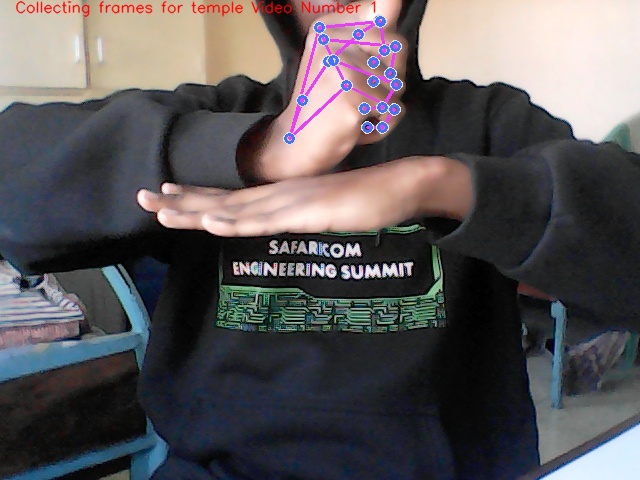 Collecting frames for temple Video Number 1
SAFARICOM
ENGINEERING SUMMIT